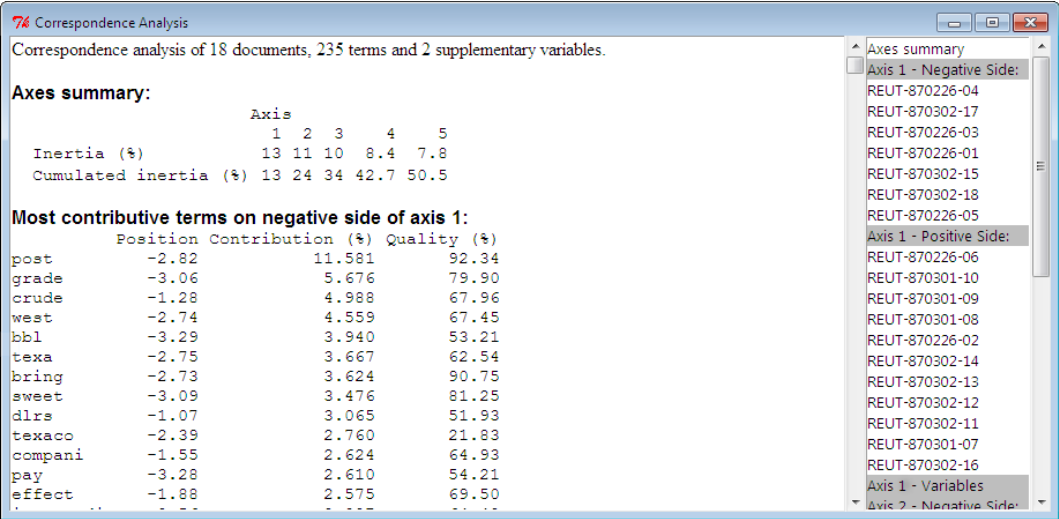 Correspondence Analysis
Correspondence analysis of 18 documents, 235 terms and 2 supplementary variables.
Axes summary:
Axis
1 2 3 4 5
Inertia (%) 13 11 10 8.4 7.8
Cumulated inertia (%) 13 24 34 42.7 50.5
Most contributive terms on negative side of axis 1:
Position Contribution (%) Quality (%)
post -2.82 11.581 92.34
grade -3.06 5.676 79.90
crude -1.28 4.988 67.96
west -2.74 4.559 67.45
bbl -3.29 3.940 53.21
texa -2.75 3.667 62.54
bring -2.73 3.624 90.75
sweet -3.09 3.476 81.25
dlrs -1.07 3.065 51.93
texaco -2.39 2.760 21.83
compani -1.55 2.624 64.93
pay -3.28 2.610 54.21
effect -1.88 2.575 69.50
Axes summary
Axis 1 - Negative Side:
REUT-870226-04
REUT-870302-17
REUT-870226-03
REUT-870226-01
REUT-870302-15
REUT-870302-18
REUT-870226-05
Axis 1 - Positive Side:
REUT-870226-06
REUT-870301-10
REUT-870301-09
REUT-870301-08
REUT-870226-02
REUT-870302-14
REUT-870302-13
REUT-870302-12
REUT-870302-11
REUT-870301-07
REUT-870302-16
Axis 1 - Variables
Axis 2 - Negative Side: